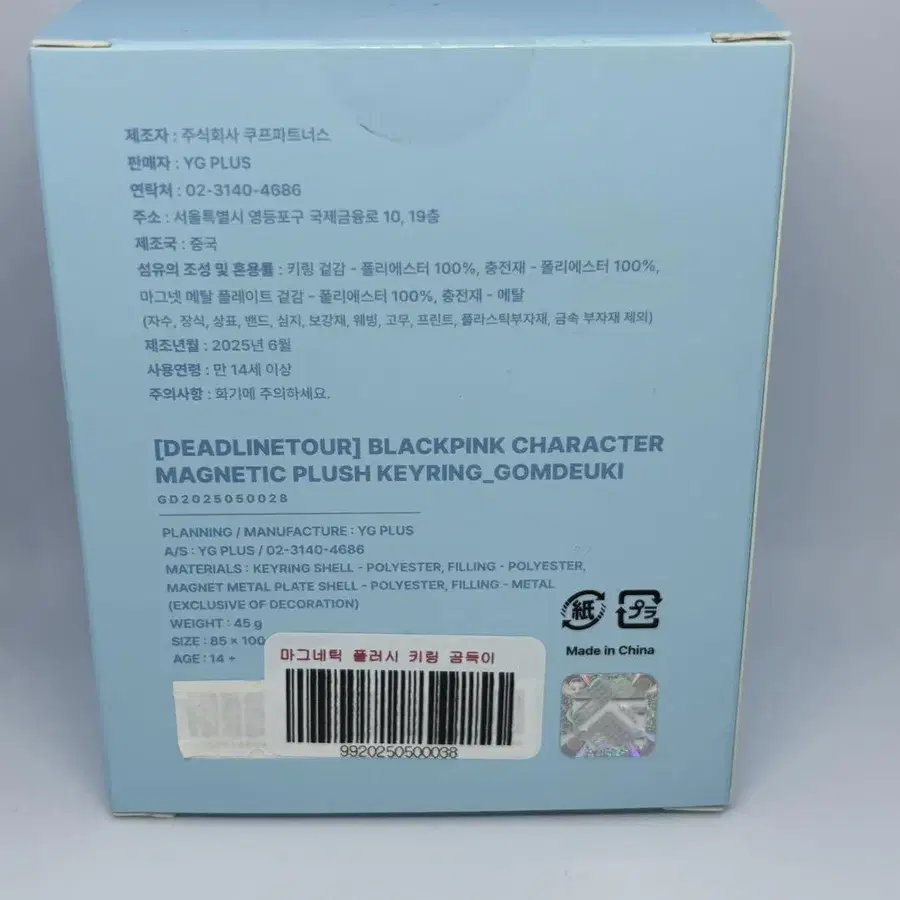 제조자 : 주식회사 쿠프파트너스
판매자 : YG PLUS
연락처 : 02-3140-4686
주소 : 서울특별시 영등포구 국제금융로 10, 19층
제조국 : 중국
섬유의 조성 및 혼용률 : 키링 겉감 - 폴리에스터 100%, 충전재 - 폴리에스터 100%,
마그넷 메탈 플레이트 겉감 - 폴리에스터 100%, 충전재 - 메탈
(자수, 장식, 상표, 밴드, 심지, 보강재, 웨빙, 고무, 프린트, 플라스틱부자재, 금속 부자재 제외)
제조년월 : 2025년 6월
사용연령 : 만 14세 이상
주의사항 : 화기에 주의하세요.
[DEADLINETOUR] BLACKPINK CHARACTER
MAGNETIC PLUSH KEYRING_GOMDEUKI
GD2025050028
PLANNING / MANUFACTURE : YG PLUS
A/S : YG PLUS / 02-3140-4686
MATERIALS : KEYRING SHELL - POLYESTER, FILLING - POLYESTER,
MAGNET METAL PLATE SHELL - POLYESTER, FILLING - METAL
(EXCLUSIVE OF DECORATION)
WEIGHT : 45 g
SIZE : 85 × 100
AGE : 14 +
紙 プラ
Made in China
마그네틱 플러시 키링 곰득이
9920250500038